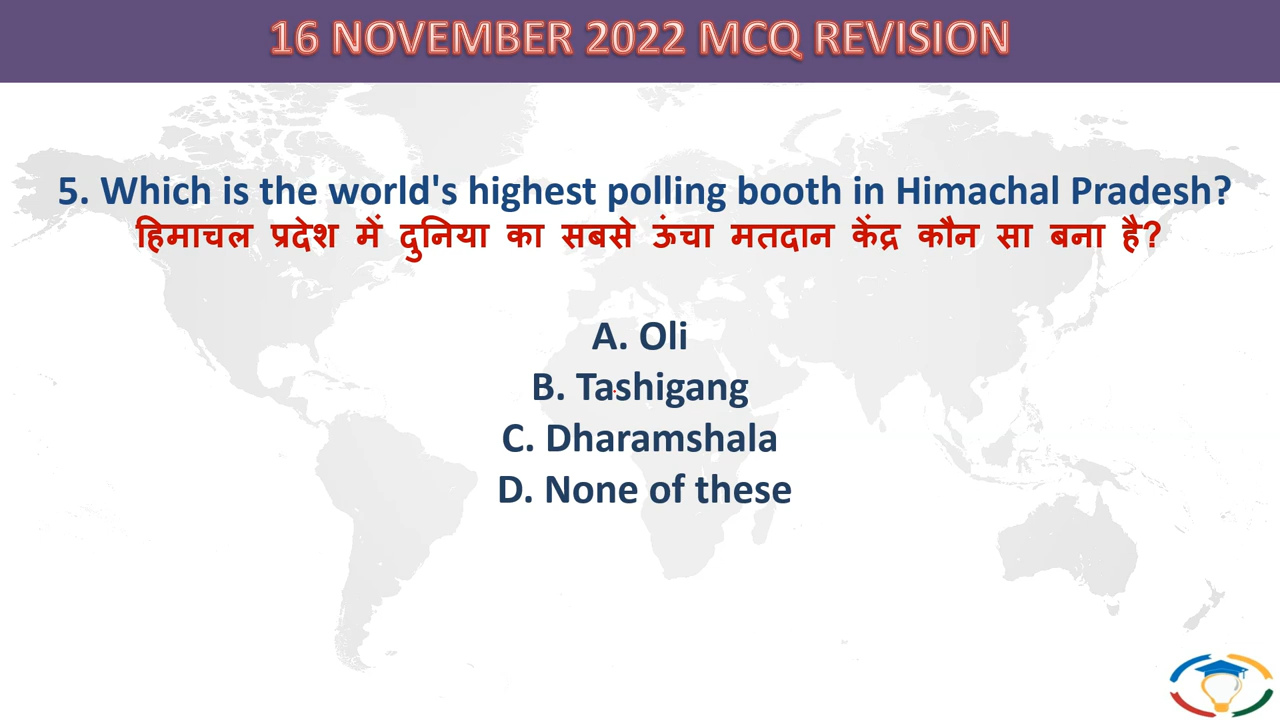 16 NOVEMBER 2022 MCQ REVISION
5. Which is the world's highest polling booth in Himachal Pradesh?
हिमाचल प्रदेश में दुनिया का सबसे ऊंचा मतदान केंद्र कौन सा बना है?
A. Oli
B. Tashigang
C. Dharamshala
D. None of these